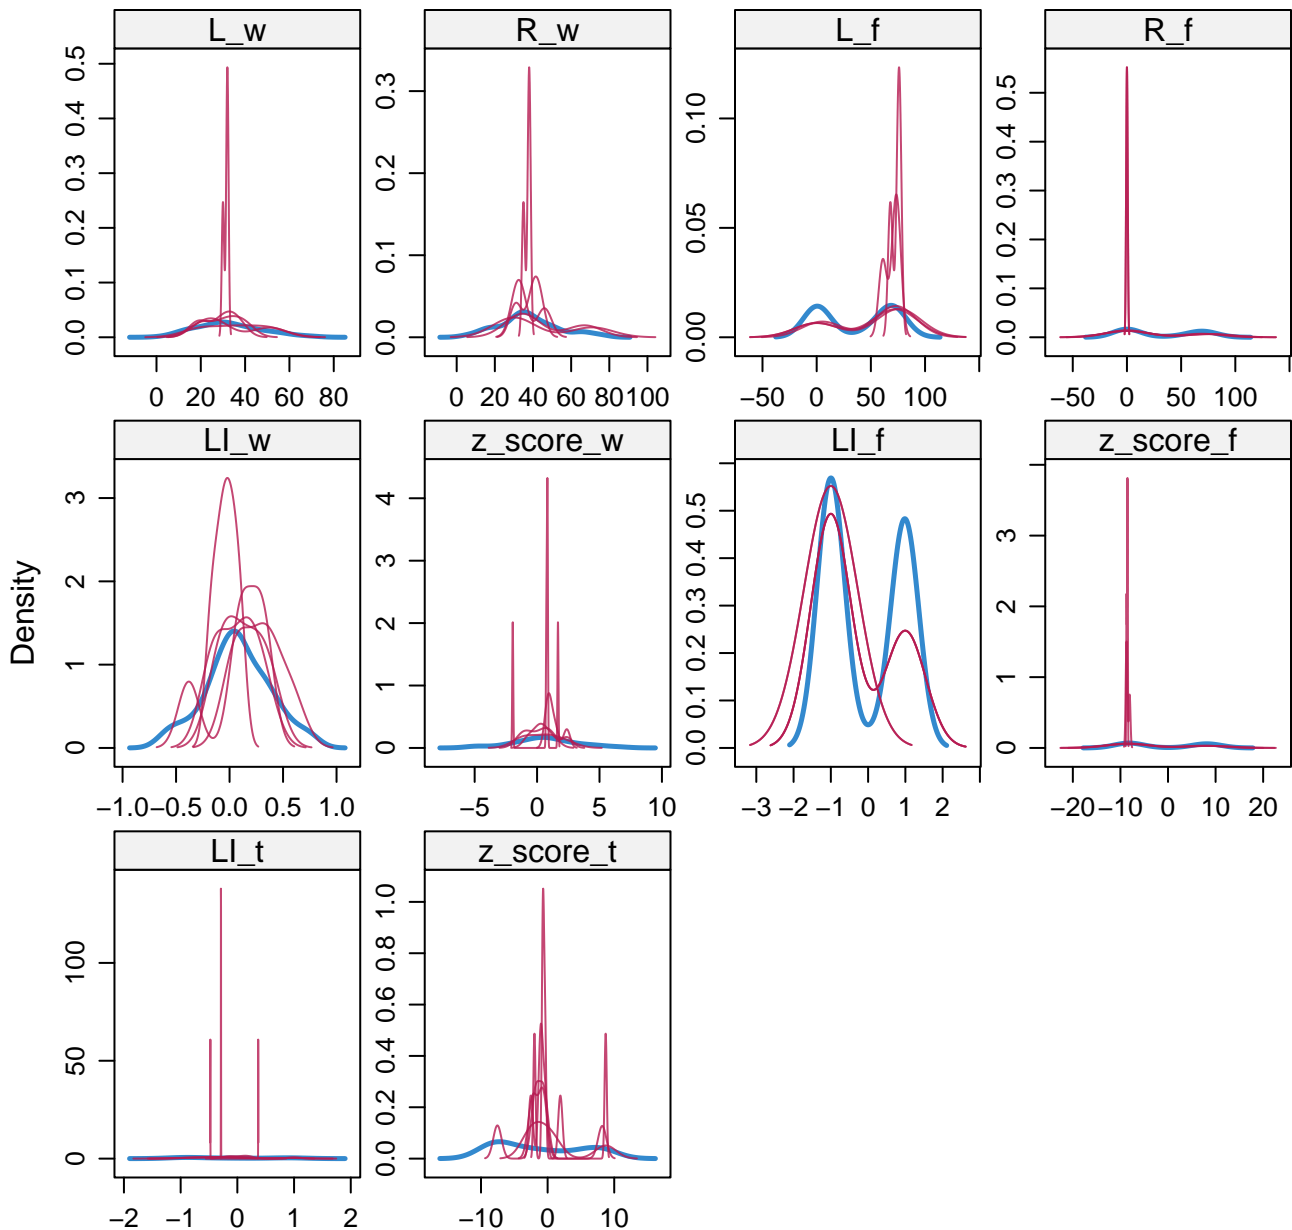 L_w R_w L_f R_f
0.0 0.1 0.2 0.3 0.4 0.5
0.0 0.1 0.2 0.3
0.00 0.05 0.10
0.0 0.1 0.2 0.3 0.4 0.5
0 20 40 60 80
0 20 40 60 80 100
−50 0 50 100
−50 0 50 100
LI_w z_score_w LI_f z_score_f
Density
0 1 2 3
0 1 2 3 4
0.0 0.1 0.2 0.3 0.4 0.5
0 1 2 3
−1.0 −0.5 0.0 0.5 1.0
−5 0 5 10
−3 −2 −1 0 1 2
−20 −10 0 10 20
LI_t z_score_t
0 50 100
0.0 0.2 0.4 0.6 0.8 1.0
−2 −1 0 1 2
−10 0 10